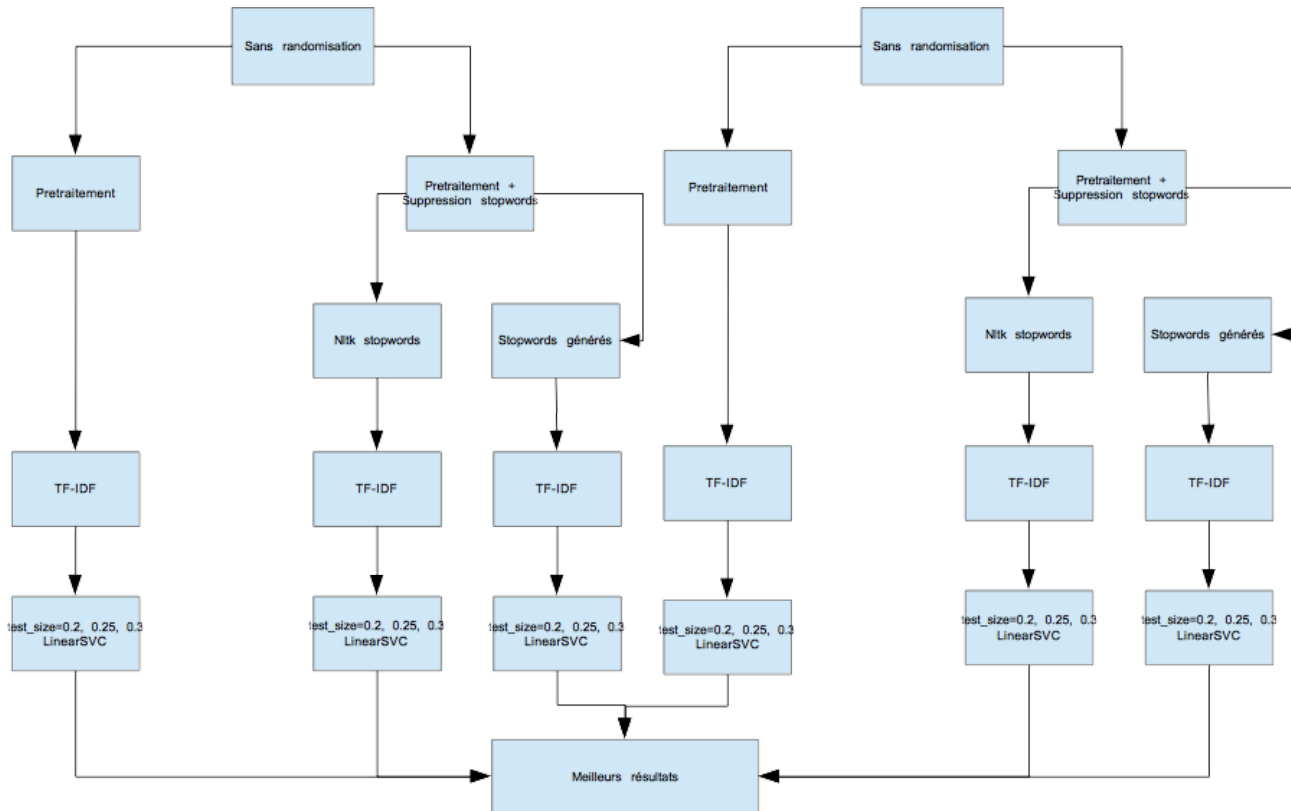 Sans randomisation
Sans randomisation
Pretraitement
Pretraitement +
Suppression stopwords
Pretraitement
Pretraitement +
Suppression stopwords
Nltk stopwords
Stopwords générés
Nltk stopwords
Stopwords générés
TF-IDF
TF-IDF
TF-IDF
TF-IDF
TF-IDF
TF-IDF
test_size=0.2, 0.25, 0.3
LinearSVC
test_size=0.2, 0.25, 0.3
LinearSVC
test_size=0.2, 0.25, 0.3
LinearSVC
test_size=0.2, 0.25, 0.3
LinearSVC
test_size=0.2, 0.25, 0.3
LinearSVC
test_size=0.2, 0.25, 0.3
LinearSVC
Meilleurs résultats